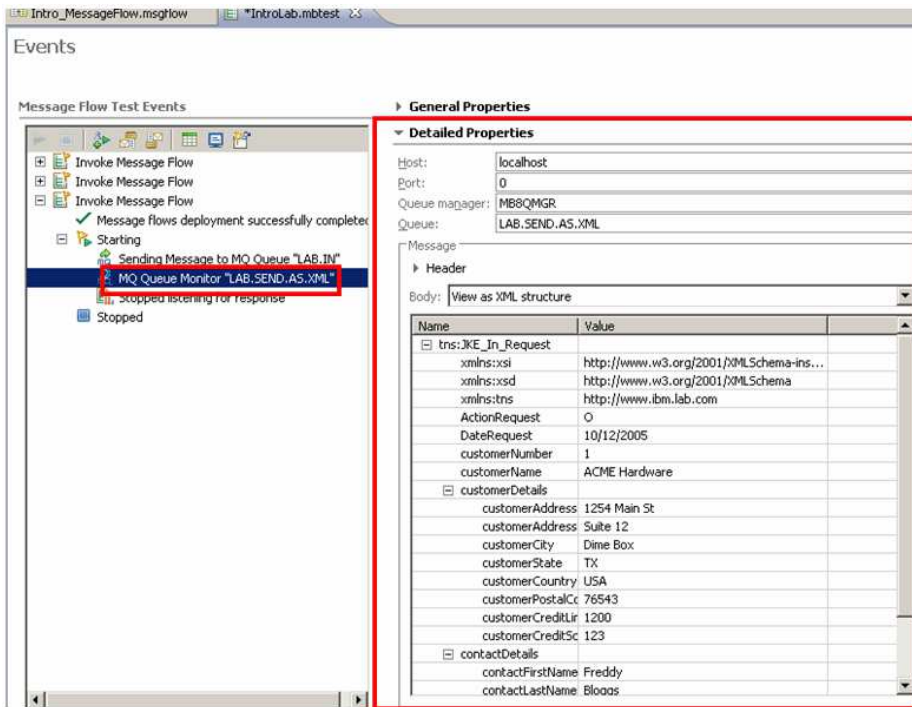 Intro_MessageFlow.msgflow
*IntroLab.mbtest
Events
Message Flow Test Events
Invoke Message Flow
Invoke Message Flow
Invoke Message Flow
Message flows deployment successfully completed
Starting
Sending Message to MQ Queue "LAB.IN"
MQ Queue Monitor "LAB.SEND.AS.XML"
Stopped listening for response
Stopped
General Properties
Detailed Properties
Host: localhost
Port: 0
Queue manager: MB8QMGR
Queue: LAB.SEND.AS.XML
Message
Header
Body: View as XML structure
Name Value
tns:JKE_In_Request
xmlns:xsi http://www.w3.org/2001/XMLSchema-ins...
xmlns:xsd http://www.w3.org/2001/XMLSchema
xmlns:tns http://www.ibm.lab.com
ActionRequest O
DateRequest 10/12/2005
customerNumber 1
customerName ACME Hardware
customerDetails
customerAddress 1254 Main St
customerAddress Suite 12
customerCity Dime Box
customerState TX
customerCountry USA
customerPostalCo 76543
customerCreditLir 1200
customerCreditSc 123
contactDetails
contactFirstName Freddy
contactLastName Bloggs